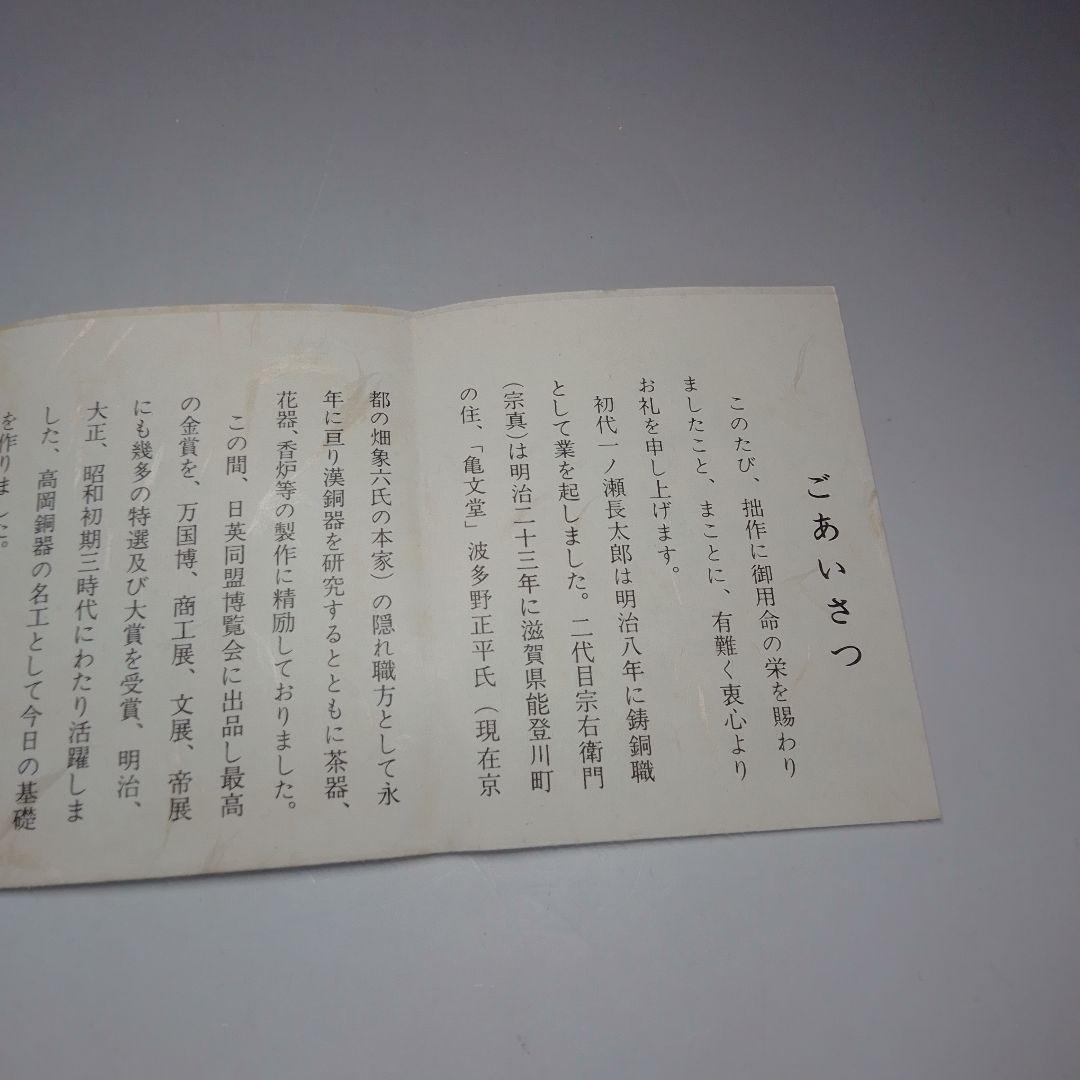 ごあいさつ
このたび、拙作に御用命の栄を賜わり
ましたこと、まことに、有難く衷心より
お礼を申し上げます。
初代一ノ瀬長太郎は明治八年に鋳銅職
として業を起しました。二代目宗右衛門
(宗真)は明治二十三年に滋賀県能登川町
の住、「亀文堂」波多野正平氏(現在京
都の畑象六氏の本家)の隠れ職方として永
年に亘り漢銅器を研究するとともに茶器、
花器、香炉等の製作に精励しておりました。
この間、日英同盟博覧会に出品し最高
の金賞を、万国博、商工展、文展、帝展
にも幾多の特選及び大賞を受賞、明治、
大正、昭和初期三時代にわたり活躍しま
した、高岡銅器の名工として今日の基礎
を作りました。